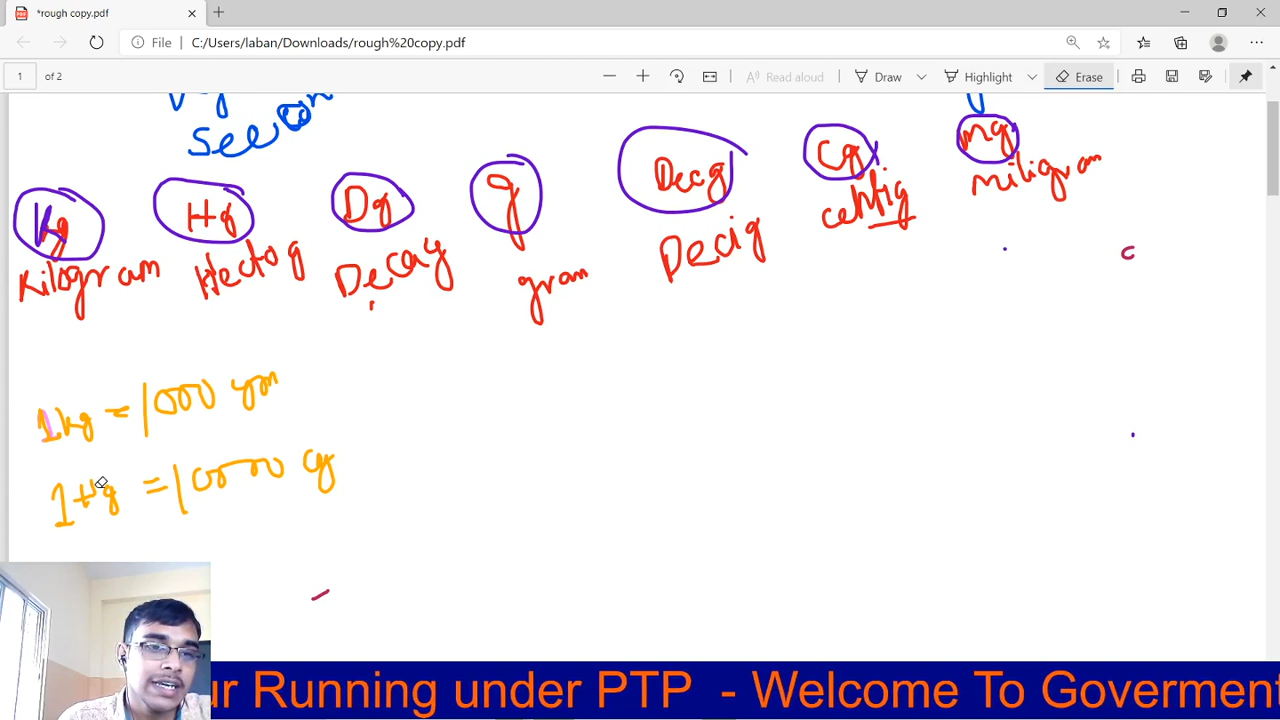 *rough copy.pdf
File C:/Users/laban/Downloads/rough%20copy.pdf
1 of 2 Read aloud Draw Highlight Erase
See
Kg Hg Dg g Decg Cg mg
Kilogram Hectog Decag gram Decig centig miligram
1kg = 1000 gm
1Hg = 10000 g
ur Running under PTP - Welcome To Goverment